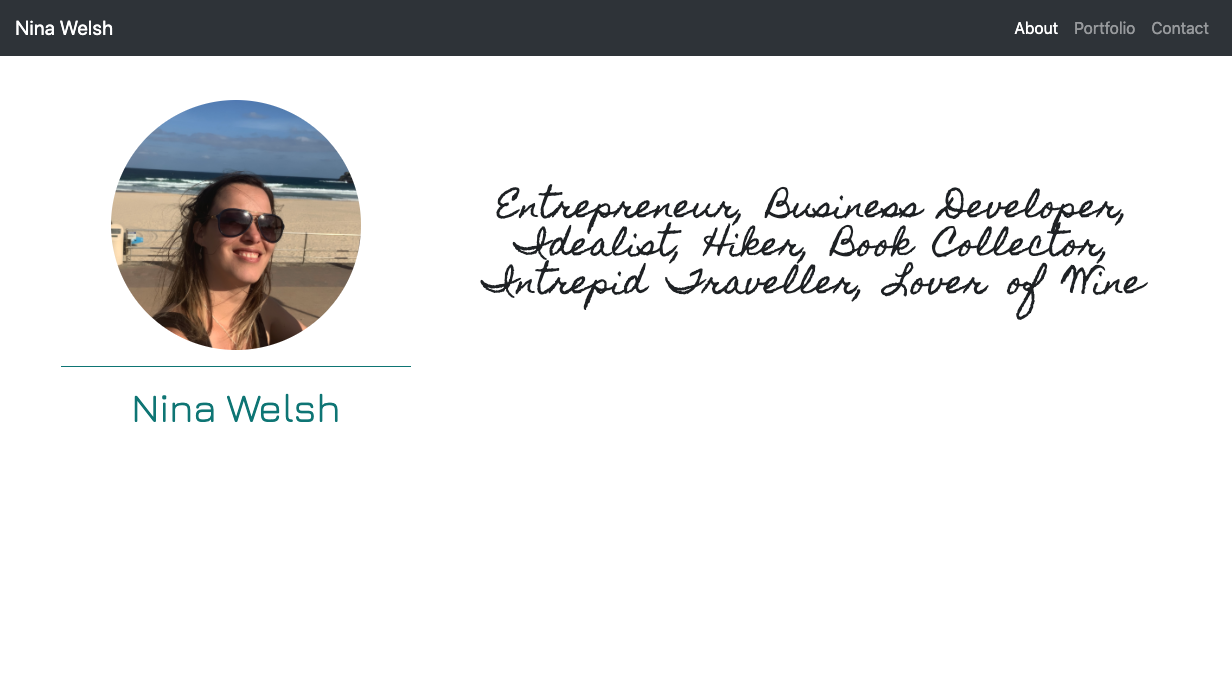 Nina Welsh
About Portfolio Contact
Entrepreneur, Business Developer,
Idealist, Hiker, Book Collector,
Intrepid Traveller, Lover of Wine
Nina Welsh